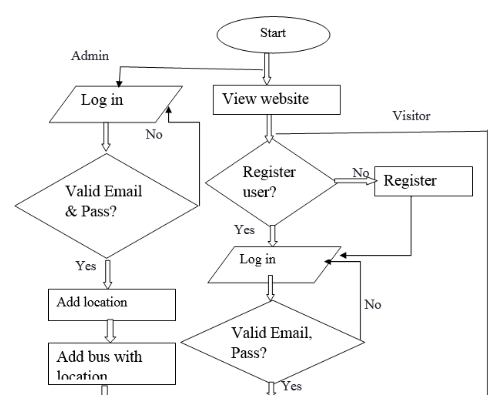 Start
Admin
Log in
View website
Visitor
No
Register
user?
No
Register
Valid Email
& Pass?
Yes
Yes
Log in
Add location
No
Valid Email,
Pass?
Add bus with
location
Yes